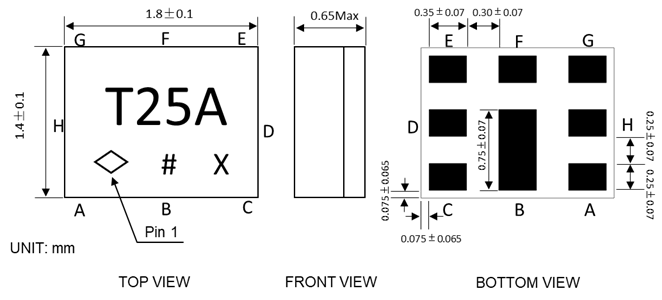 1.8±0.1
0.65Max
0.35±0.07
0.30±0.07
G F E
E F G
1.4±0.1
T25A
H
D
D
H
0.75±0.07
0.25±0.07
0.25±0.07
# X
0.075±0.065
A B C
C B A
Pin 1
0.075±0.065
UNIT: mm
TOP VIEW
FRONT VIEW
BOTTOM VIEW